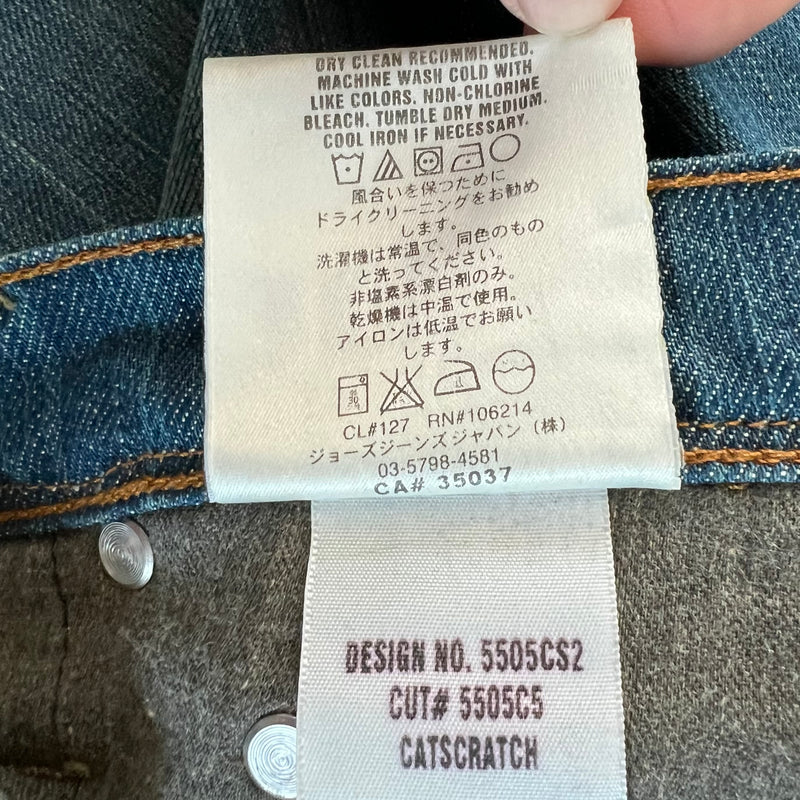 DRY CLEAN RECOMMENDED.
MACHINE WASH COLD WITH
LIKE COLORS. NON-CHLORINE
BLEACH. TUMBLE DRY MEDIUM.
COOL IRON IF NECESSARY.
風合いを保つために
ドライクリーニングをお勧め
します。
洗濯機は常温で、同色のもの
と洗ってください。
非塩素系漂白剤のみ。
乾燥機は中温で使用。
アイロンは低温でお願い
します。
CL#127 RN#106214
ジョーズジーンズジャパン（株）
03-5798-4581
CA# 35037
DESIGN NO. 5505CS2
CUT# 5505C5
CATSCRATCH